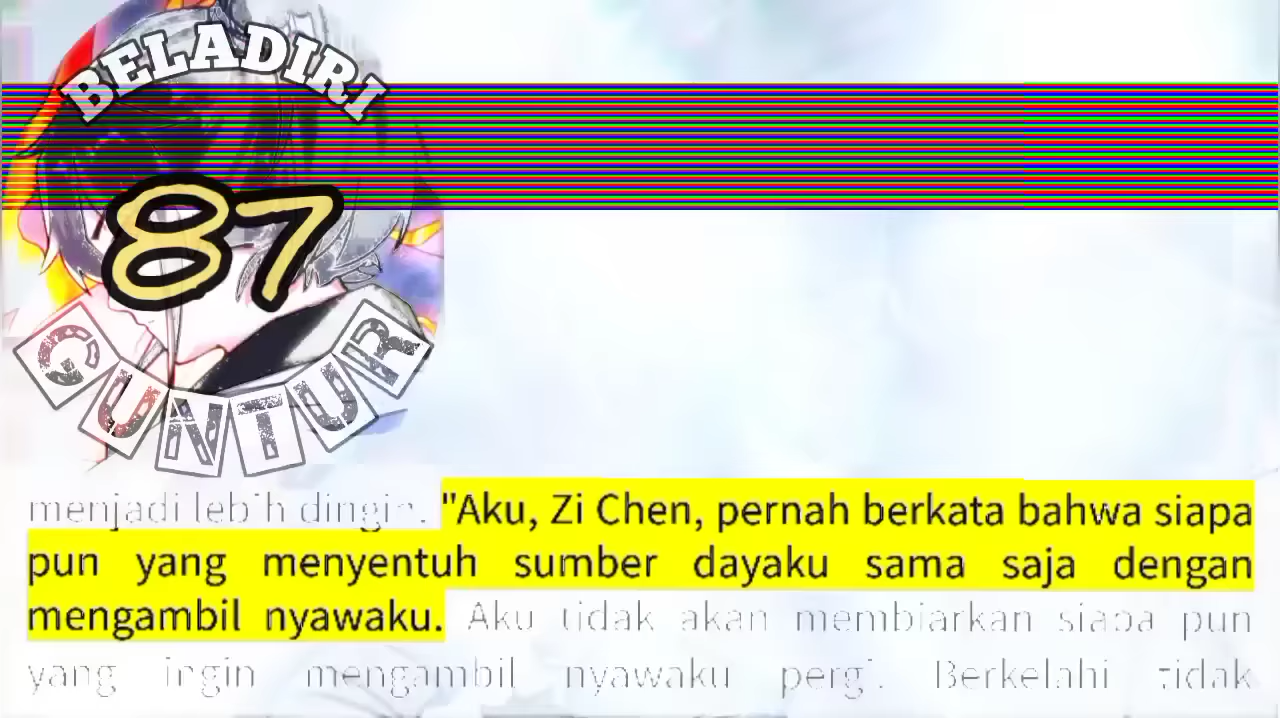 BELADIRI
87
GUNTUR
menjadi lebih dingin. "Aku, Zi Chen, pernah berkata bahwa siapa
pun yang menyentuh sumber dayaku sama saja dengan
mengambil nyawaku. Aku tidak akan membiarkan siapa pun
yang ingin mengambil nyawaku pergi. Berkelahi tidak